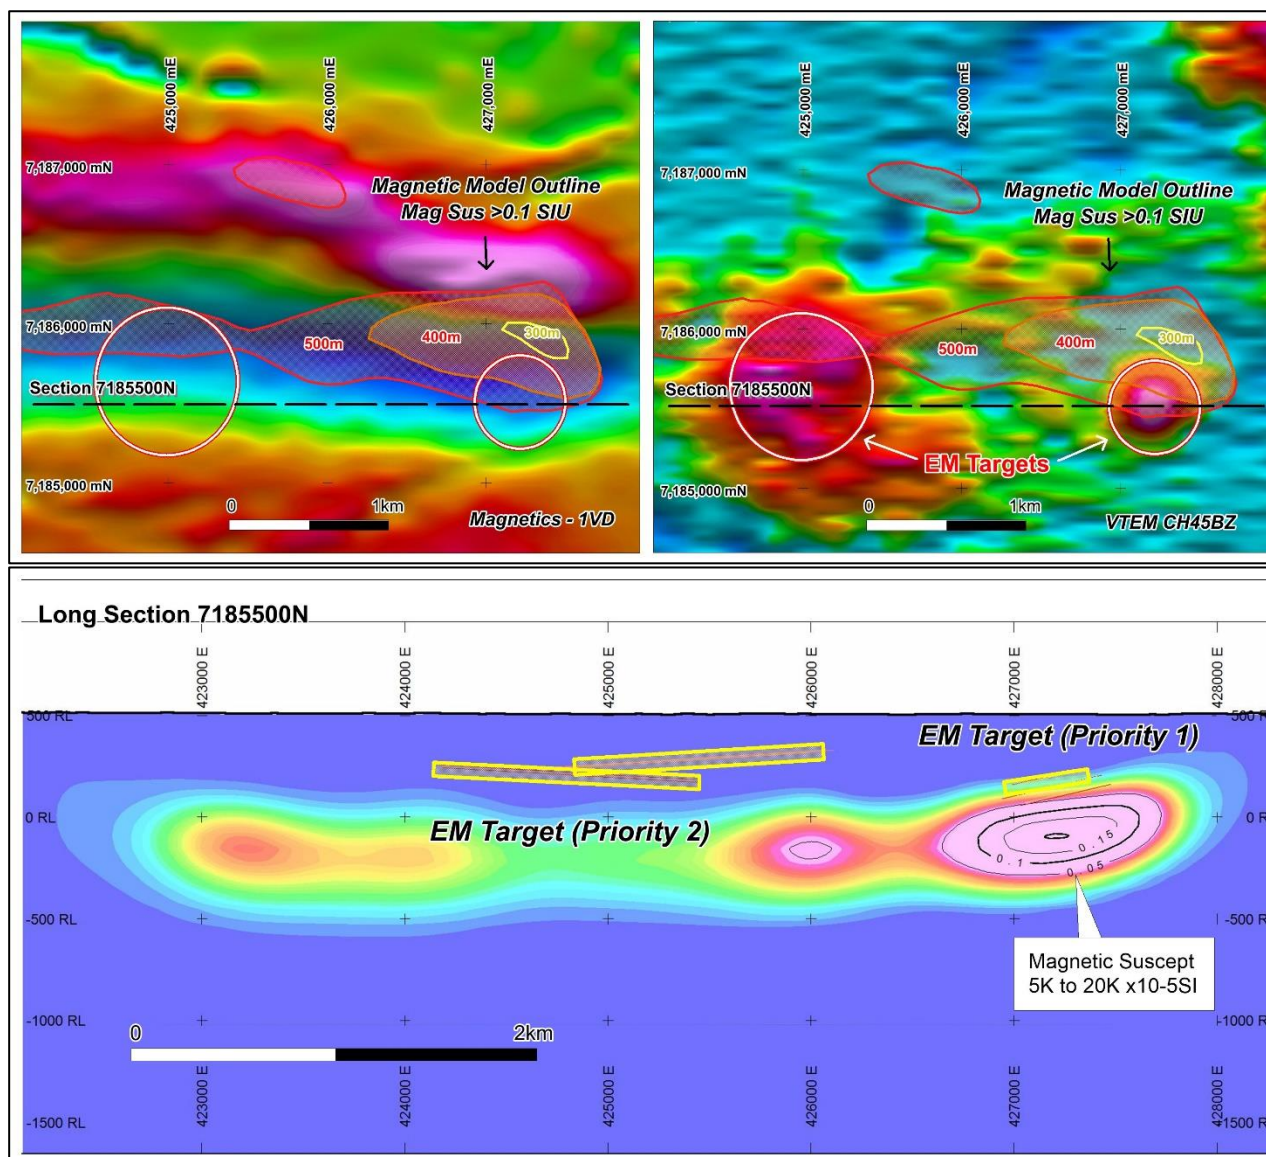 425,000 mE
426,000 mE
427,000 mE
7,187,000 mN
Magnetic Model Outline
Mag Sus >0.1 SIU
7,186,000 mN
500m
400m
300m
Section 7185500N
7,185,000 mN
0
1km
Magnetics - 1VD
425,000 mE
426,000 mE
427,000 mE
7,187,000 mN
Magnetic Model Outline
Mag Sus >0.1 SIU
7,186,000 mN
500m
400m
300m
Section 7185500N
EM Targets
7,185,000 mN
0
1km
VTEM CH45BZ
Long Section 7185500N
423000 E
424000 E
425000 E
426000 E
427000 E
428000 E
500 RL
500 R
EM Target (Priority 1)
0 RL
0 RL
EM Target (Priority 2)
0.15
0.1
0.05
-500 RL
-500 R
Magnetic Suscept
5K to 20K x10-5SI
-1000 RL
-1000 R
0
2km
423000 E
424000 E
425000 E
426000 E
427000 E
428000 E
-1500 RL
-1500 R